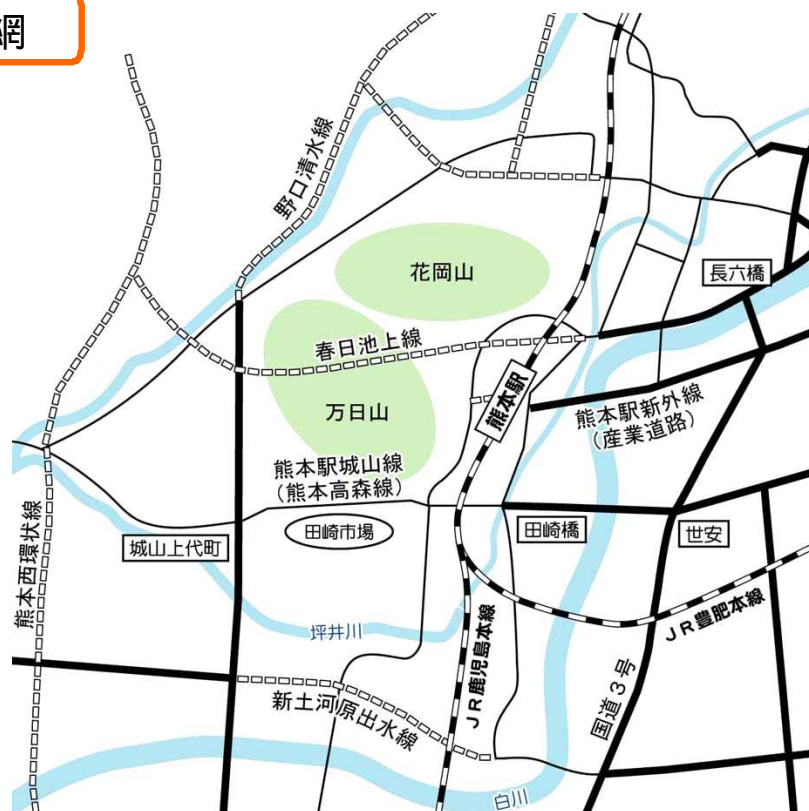 網
野口清水線
花岡山
長六橋
春日池上線
熊本駅
万日山
熊本駅新外線
(産業道路)
熊本駅城山線
(熊本高森線)
田崎市場
田崎橋
世安
城山上代町
熊本西環状線
坪井川
JR鹿児島本線
JR豊肥本線
国道3号
新土河原出水線
白川